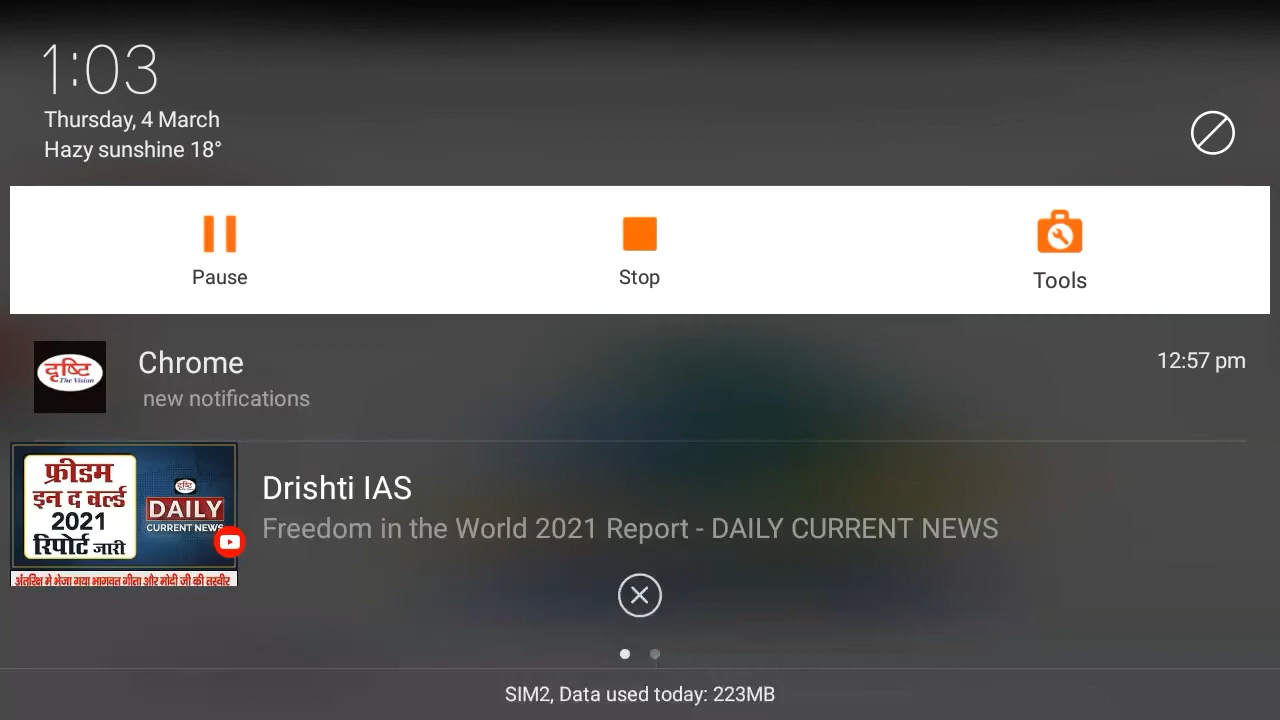 1:03
Thursday, 4 March
Hazy sunshine 18°
Pause
Stop
Tools
दृष्टि
The Vision
Chrome
12:57 pm
new notifications
फ्रीडम
इन द वर्ल्ड
2021
रिपोर्ट जारी
DAILY
CURRENT NEWS
अंतरिक्ष मे भेजा गया भागवत गीता और मोदी जी की तस्वीर
Drishti IAS
Freedom in the World 2021 Report - DAILY CURRENT NEWS
SIM2, Data used today: 223MB